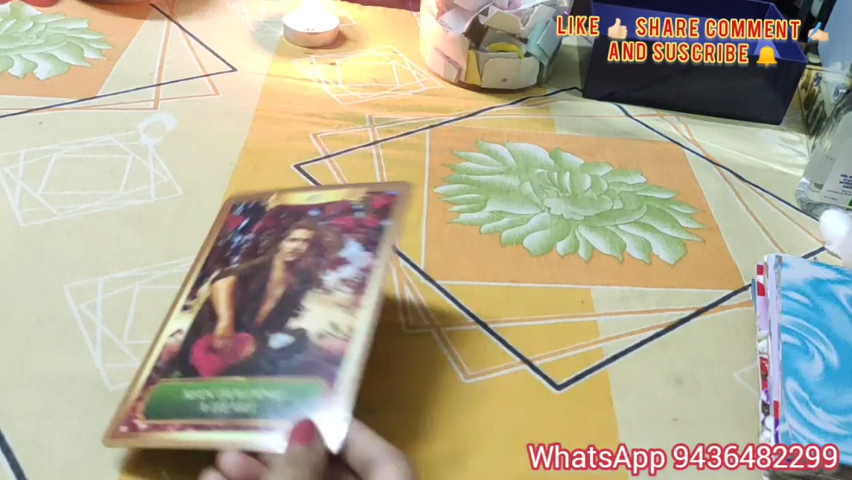 LIKE 👍🏻 SHARE COMMENT ✍🏻
AND SUSCRIBE 🔔
WhatsApp 9436482299